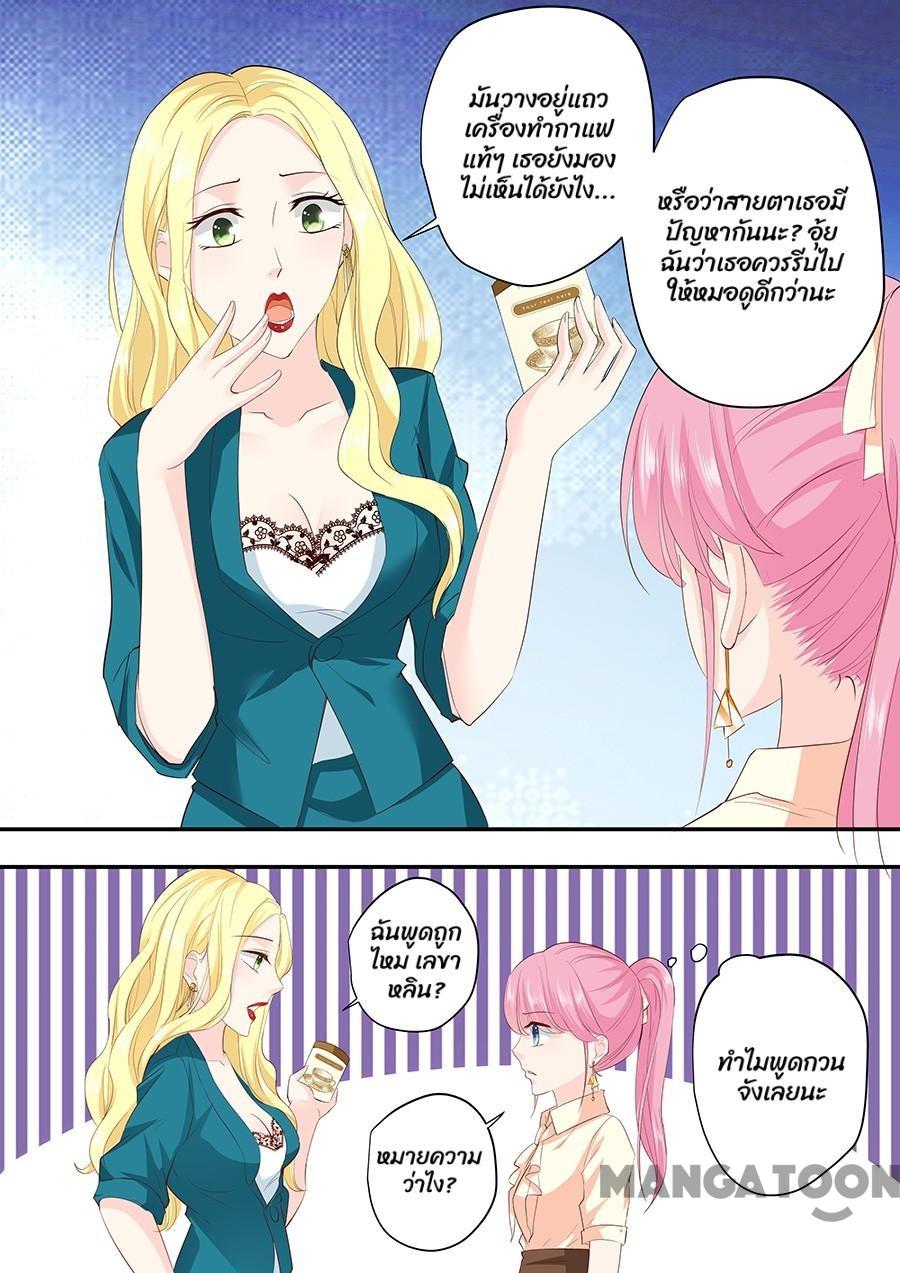 มันวางอยู่แถว
เครื่องทำกาแฟ
แท้ๆ เธอยังมอง
ไม่เห็นได้ยังไง...
หรือว่าสายตาเธอมี
ปัญหากันนะ? อุ้ย
ฉันว่าเธอควรรีบไป
ให้หมอดูดีกว่านะ
Your text here
ฉันพูดถูก
ไหม เลขา
หลิน?
ทำไมพูดกวน
จังเลยนะ
หมายความ
ว่าไง?
MANGATOON